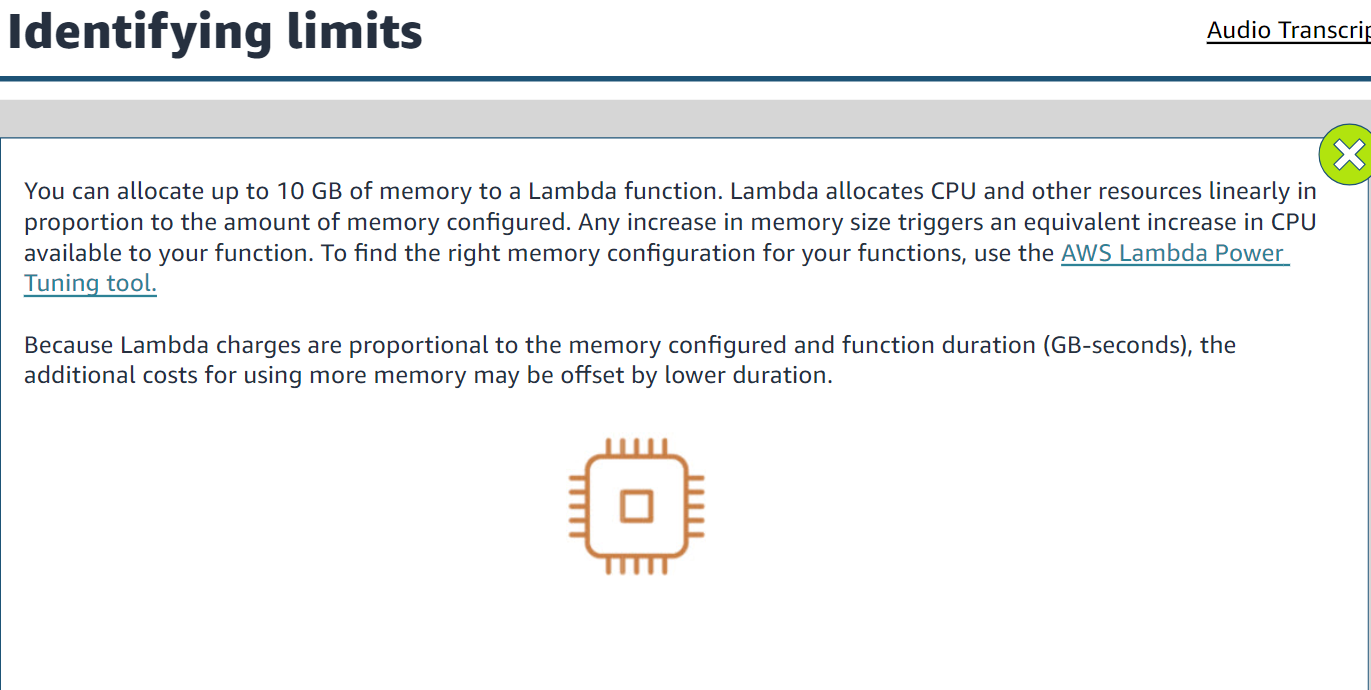 Identifying limits
Audio Transcrip
You can allocate up to 10 GB of memory to a Lambda function. Lambda allocates CPU and other resources linearly in
proportion to the amount of memory configured. Any increase in memory size triggers an equivalent increase in CPU
available to your function. To find the right memory configuration for your functions, use the AWS Lambda Power
Tuning tool.
Because Lambda charges are proportional to the memory configured and function duration (GB-seconds), the
additional costs for using more memory may be offset by lower duration.